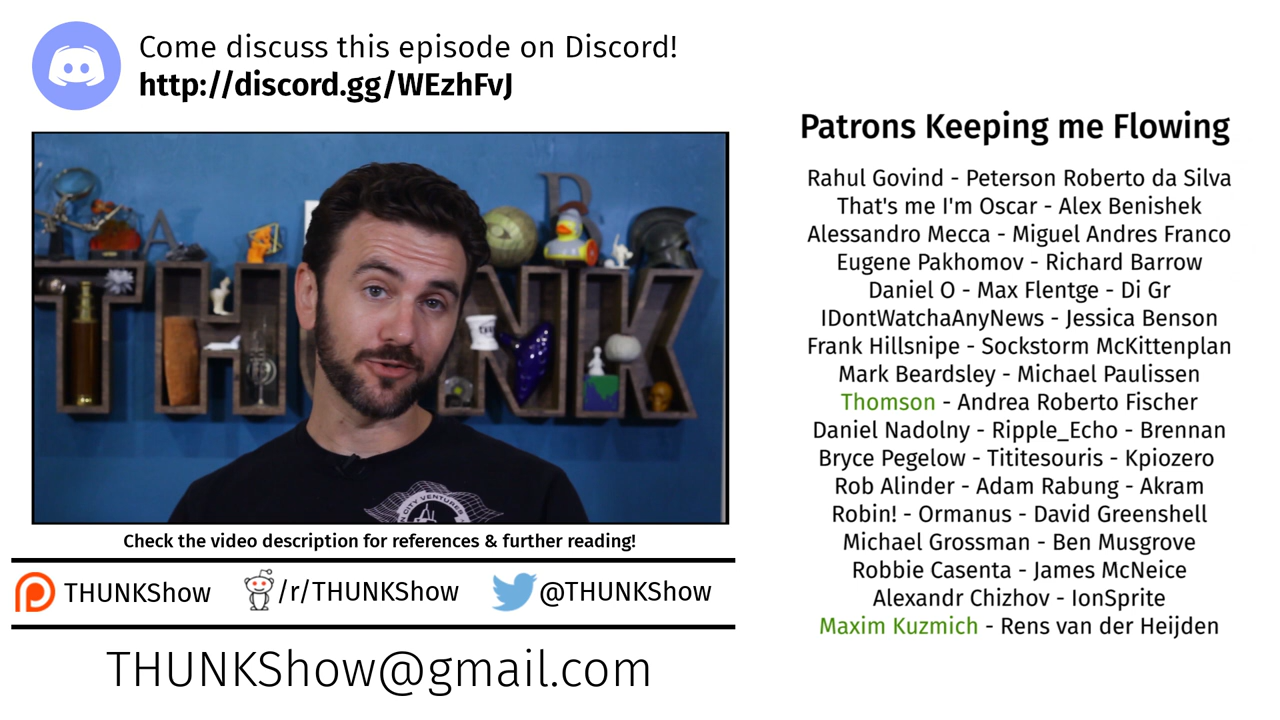 Come discuss this episode on Discord!
http://discord.gg/WEzhFvJ
THUNK
Check the video description for references & further reading!
THUNKShow
/r/THUNKShow
@THUNKShow
THUNKShow@gmail.com
Patrons Keeping me Flowing
Rahul Govind - Peterson Roberto da Silva
That's me I'm Oscar - Alex Benishek
Alessandro Mecca - Miguel Andres Franco
Eugene Pakhomov - Richard Barrow
Daniel O - Max Flentge - Di Gr
IDontWatchaAnyNews - Jessica Benson
Frank Hillsnipe - Sockstorm McKittenplan
Mark Beardsley - Michael Paulissen
Thomson - Andrea Roberto Fischer
Daniel Nadolny - Ripple_Echo - Brennan
Bryce Pegelow - Tititesouris - Kpiozero
Rob Alinder - Adam Rabung - Akram
Robin! - Ormanus - David Greenshell
Michael Grossman - Ben Musgrove
Robbie Casenta - James McNeice
Alexandr Chizhov - IonSprite
Maxim Kuzmich - Rens van der Heijden